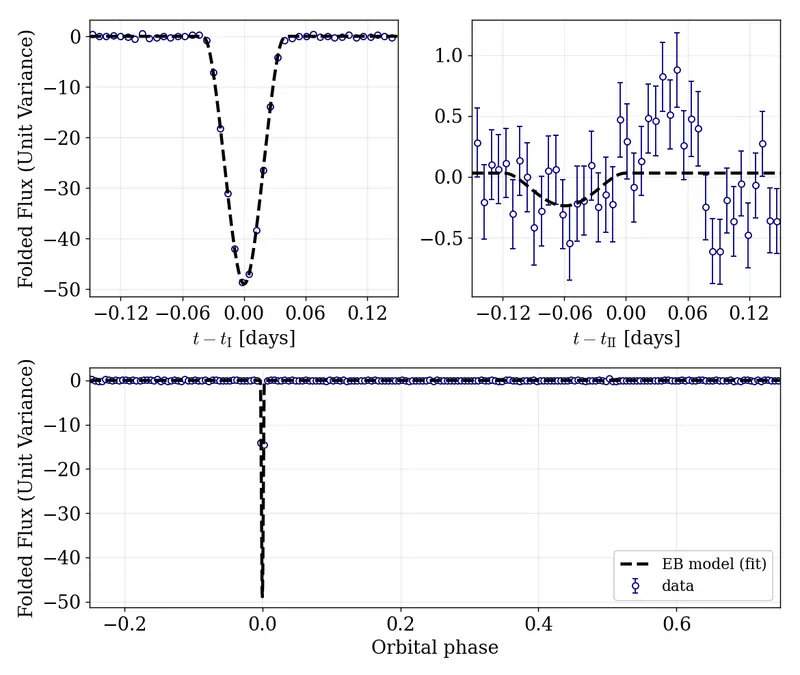 Folded Flux (Unit Variance)
0
−10
−20
−30
−40
−50
−0.12 −0.06 0.00 0.06 0.12
t − tI [days]
1.0
0.5
0.0
−0.5
−0.12 −0.06 0.00 0.06 0.12
t − tII [days]
Folded Flux (Unit Variance)
0
−10
−20
−30
−40
−50
−0.2 0.0 0.2 0.4 0.6
Orbital phase
EB model (fit)
data